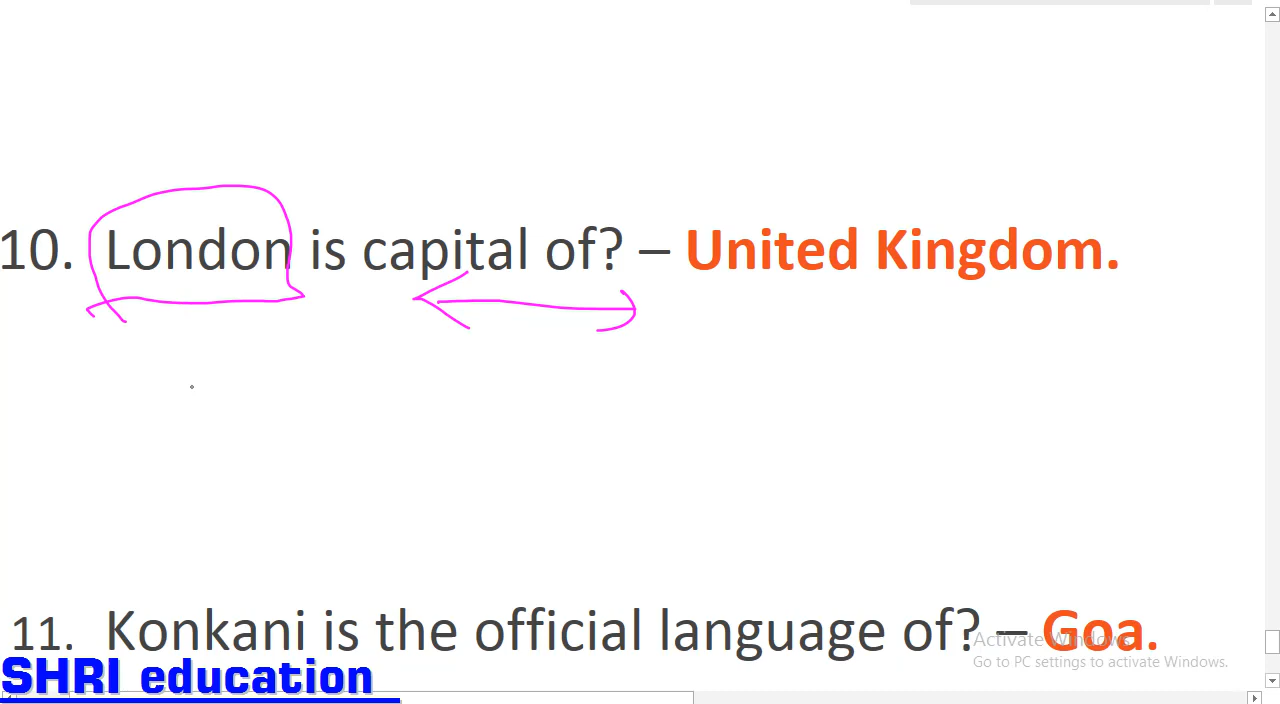 10. London is capital of? – United Kingdom.
11. Konkani is the official language of? – Goa.
Activate Windows
Go to PC settings to activate Windows.
SHRI education